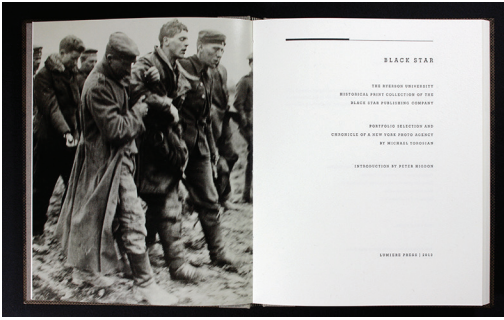 BLACK STAR
THE RYERSON UNIVERSITY
HISTORICAL PRINT COLLECTION OF THE
BLACK STAR PUBLISHING COMPANY
PORTFOLIO SELECTION AND
CHRONICLE OF A NEW YORK PHOTO AGENCY
BY MICHAEL TOROSIAN
INTRODUCTION BY PETER HIGDON
LUMIERE PRESS | 2013